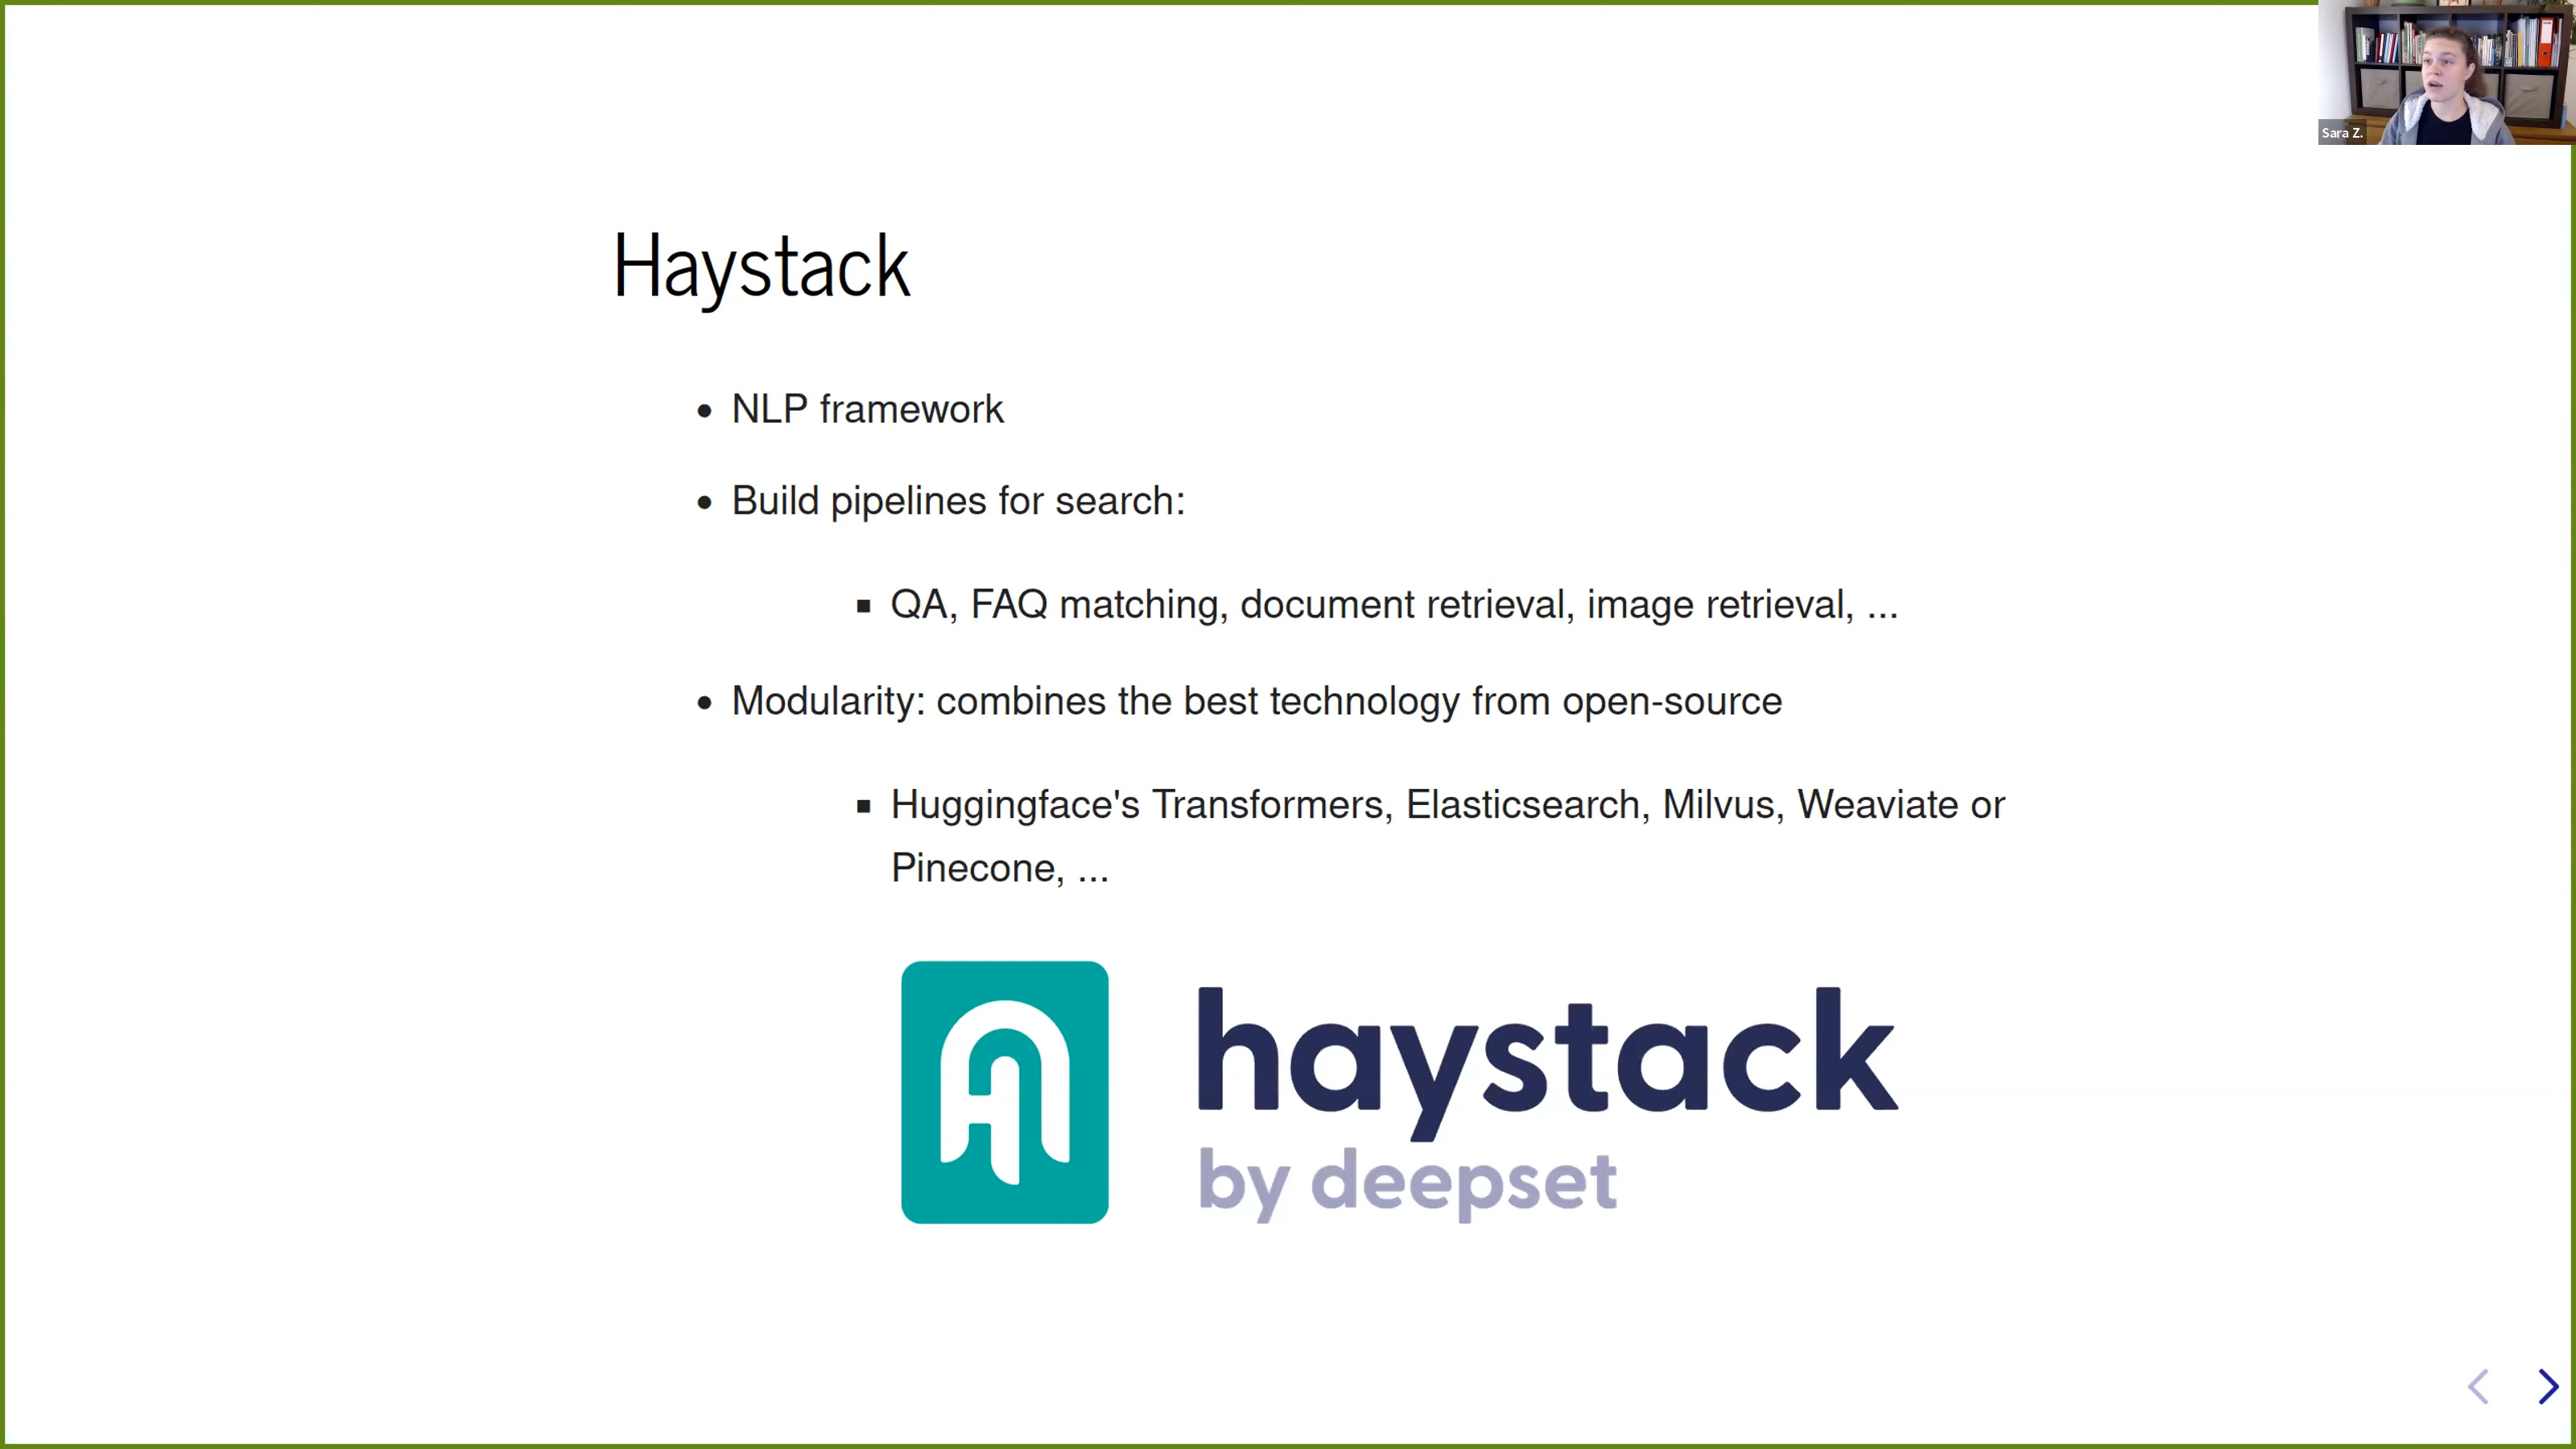 Sara Z.
Haystack
NLP framework
Build pipelines for search:
QA, FAQ matching, document retrieval, image retrieval, ...
Modularity: combines the best technology from open-source
Huggingface's Transformers, Elasticsearch, Milvus, Weaviate or
Pinecone, ...
haystack
by deepset